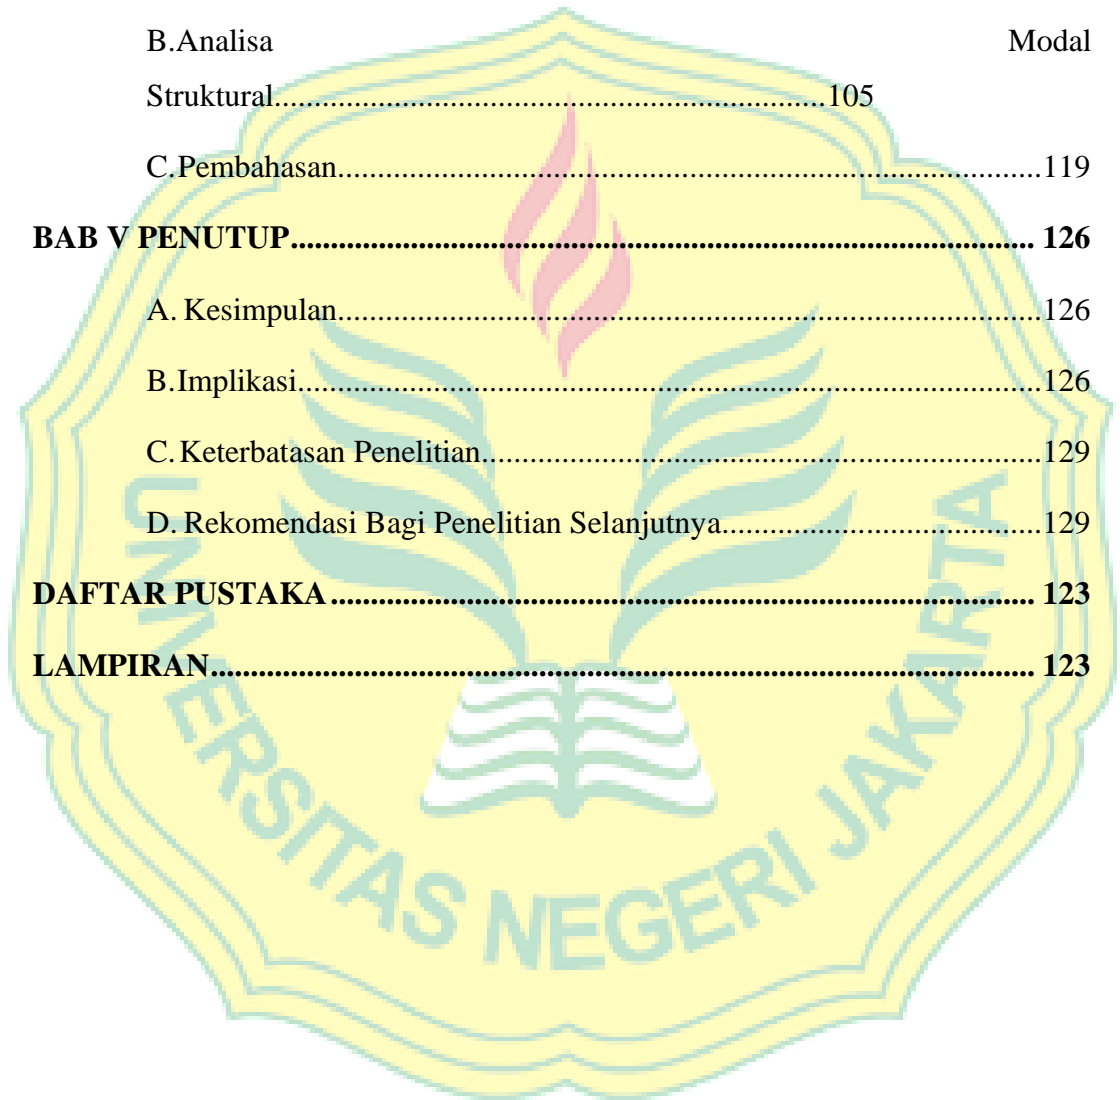 B.Analisa Modal
Struktural.....................................................................105
C.Pembahasan........................................................................................119
BAB V PENUTUP............................................................................................ 126
A. Kesimpulan........................................................................................126
B.Implikasi.............................................................................................126
C. Keterbatasan Penelitian......................................................................129
D. Rekomendasi Bagi Penelitian Selanjutnya........................................129
DAFTAR PUSTAKA ....................................................................................... 123
LAMPIRAN...................................................................................................... 123
UNIVERSITAS NEGERI JAKARTA